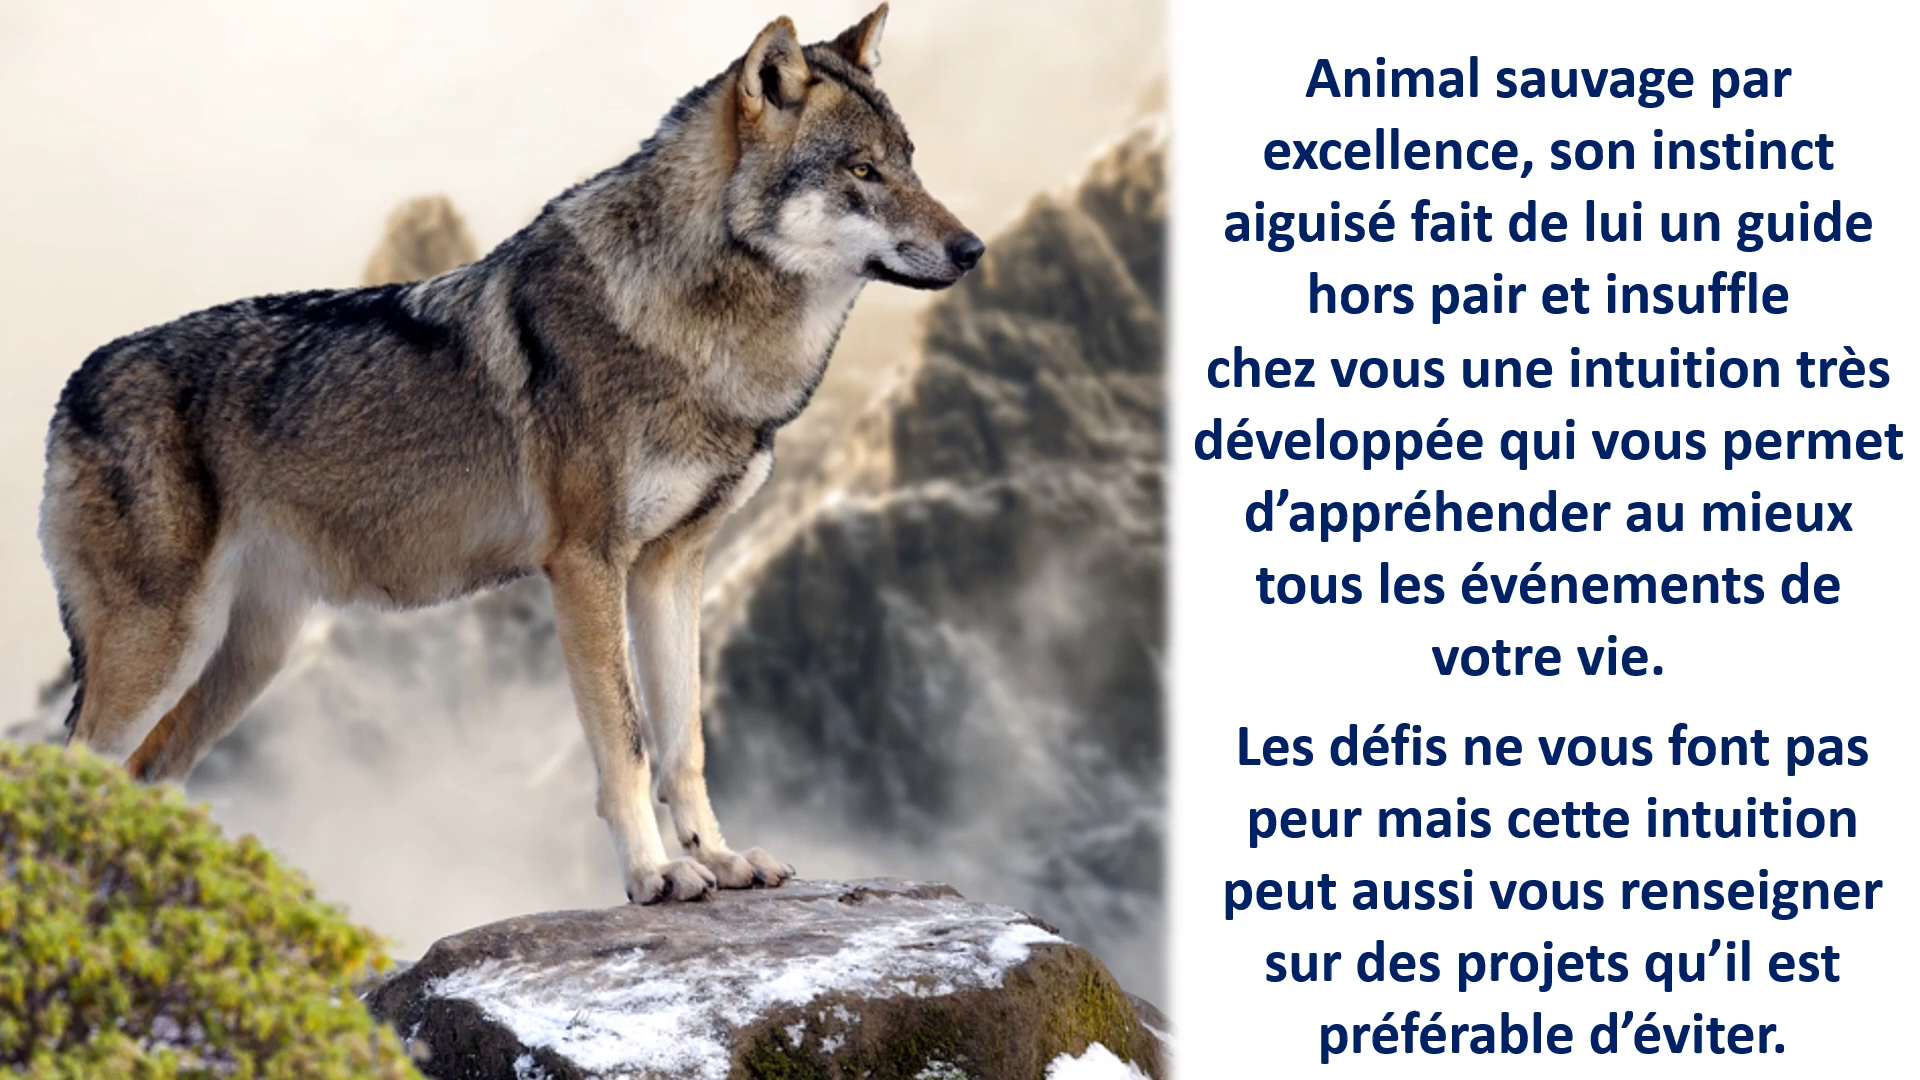 Animal sauvage par
excellence, son instinct
aiguisé fait de lui un guide
hors pair et insuffle
chez vous une intuition très
développée qui vous permet
d’appréhender au mieux
tous les événements de
votre vie.
Les défis ne vous font pas
peur mais cette intuition
peut aussi vous renseigner
sur des projets qu’il est
préférable d’éviter.